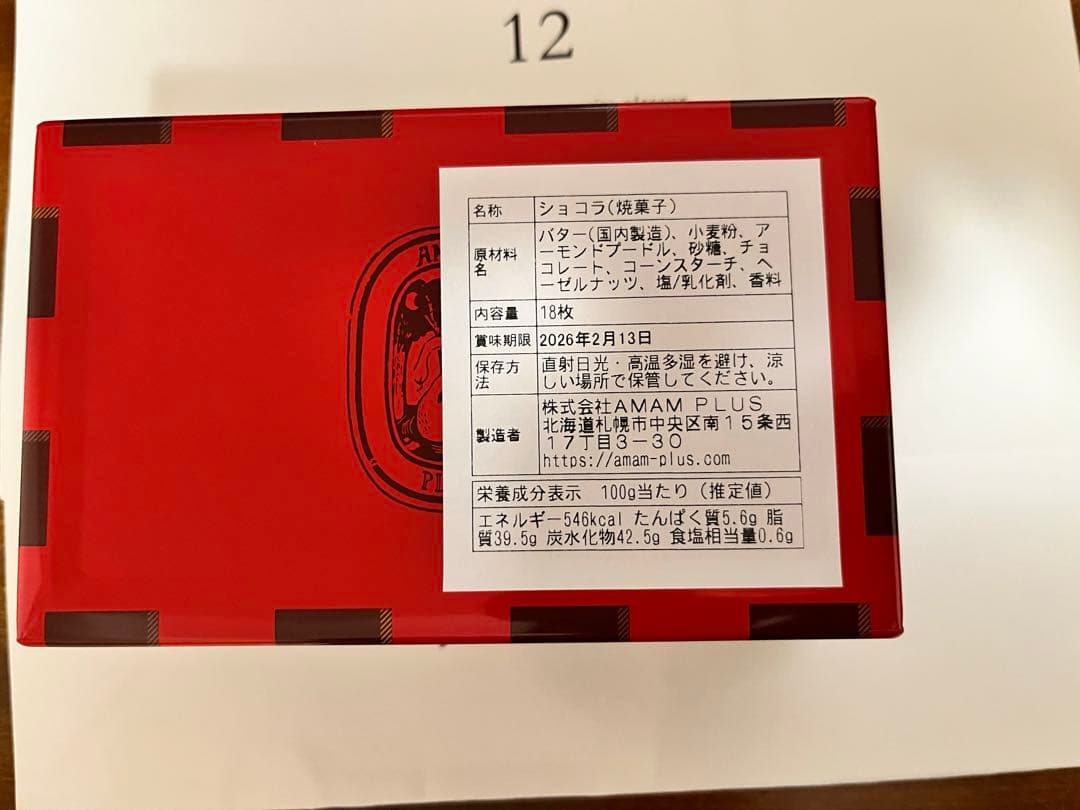 12
名称 ショコラ(焼菓子)
原材料名 バター(国内製造)、小麦粉、ア
ーモンドプードル、砂糖、チョ
コレート、コーンスターチ、ヘ
ーゼルナッツ、塩/乳化剤、香料
内容量 18枚
賞味期限 2026年2月13日
保存方法 直射日光・高温多湿を避け、涼
しい場所で保管してください。
製造者 株式会社AMAM PLUS
北海道札幌市中央区南15条西
17丁目3-30
https://amam-plus.com
栄養成分表示 100g当たり(推定値)
エネルギー546kcal たんぱく質5.6g 脂
質39.5g 炭水化物42.5g 食塩相当量0.6g